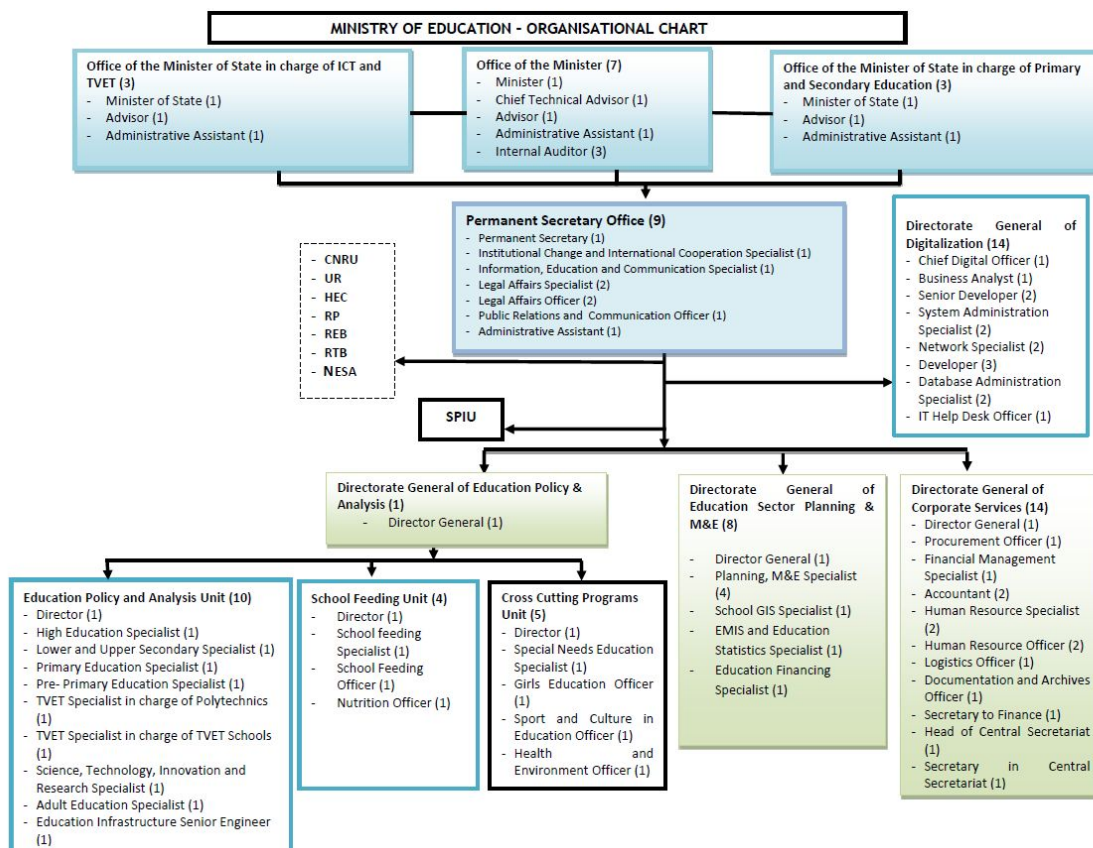 MINISTRY OF EDUCATION - ORGANISATIONAL CHART
Office of the Minister of State in charge of ICT and
TVET (3)
- Minister of State (1)
- Advisor (1)
- Administrative Assistant (1)
Office of the Minister (7)
- Minister (1)
- Chief Technical Advisor (1)
- Advisor (1)
- Administrative Assistant (1)
- Internal Auditor (3)
Office of the Minister of State in charge of Primary
and Secondary Education (3)
- Minister of State (1)
- Advisor (1)
- Administrative Assistant (1)
- CNRU
- UR
- HEC
- RP
- REB
- RTB
- NESA
Permanent Secretary Office (9)
- Permanent Secretary (1)
- Institutional Change and International Cooperation Specialist (1)
- Information, Education and Communication Specialist (1)
- Legal Affairs Specialist (2)
- Legal Affairs Officer (2)
- Public Relations and Communication Officer (1)
- Administrative Assistant (1)
Directorate General of
Digitalization (14)
- Chief Digital Officer (1)
- Business Analyst (1)
- Senior Developer (2)
- System Administration
Specialist (2)
- Network Specialist (2)
- Developer (3)
- Database Administration
Specialist (2)
- IT Help Desk Officer (1)
SPIU
Directorate General of Education Policy &
Analysis (1)
- Director General (1)
Directorate General of
Education Sector Planning &
M&E (8)
- Director General (1)
- Planning, M&E Specialist
(4)
- School GIS Specialist (1)
- EMIS and Education
Statistics Specialist (1)
- Education Financing
Specialist (1)
Directorate General of
Corporate Services (14)
- Director General (1)
- Procurement Officer (1)
- Financial Management
Specialist (1)
- Accountant (2)
- Human Resource Specialist
(2)
- Human Resource Officer (2)
- Logistics Officer (1)
- Documentation and Archives
Officer (1)
- Secretary to Finance (1)
- Head of Central Secretariat
(1)
- Secretary in Central
Secretariat (1)
Education Policy and Analysis Unit (10)
- Director (1)
- High Education Specialist (1)
- Lower and Upper Secondary Specialist (1)
- Primary Education Specialist (1)
- Pre- Primary Education Specialist (1)
- TVET Specialist in charge of Polytechnics
(1)
- TVET Specialist in charge of TVET Schools
(1)
- Science, Technology, Innovation and
Research Specialist (1)
- Adult Education Specialist (1)
- Education Infrastructure Senior Engineer
(1)
School Feeding Unit (4)
- Director (1)
- School feeding
Specialist (1)
- School Feeding
Officer (1)
- Nutrition Officer (1)
Cross Cutting Programs
Unit (5)
- Director (1)
- Special Needs Education
Specialist (1)
- Girls Education Officer
(1)
- Sport and Culture in
Education Officer (1)
- Health and
Environment Officer (1)